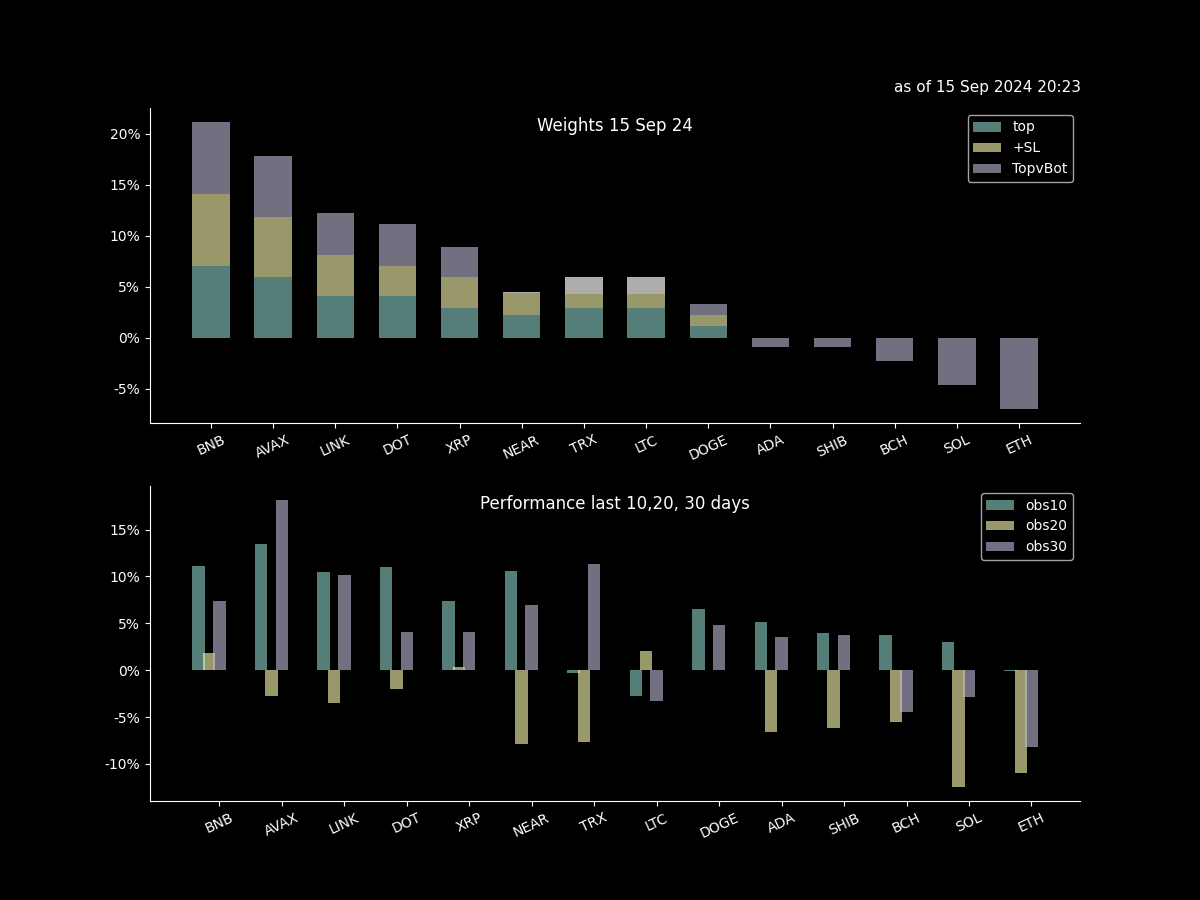 as of 15 Sep 2024 20:23
Weights 15 Sep 24
top
+SL
TopvBot
20%
15%
10%
5%
0%
-5%
BNB AVAX LINK DOT XRP NEAR TRX LTC DOGE ADA SHIB BCH SOL ETH
Performance last 10,20, 30 days
obs10
obs20
obs30
15%
10%
5%
0%
-5%
-10%
BNB AVAX LINK DOT XRP NEAR TRX LTC DOGE ADA SHIB BCH SOL ETH